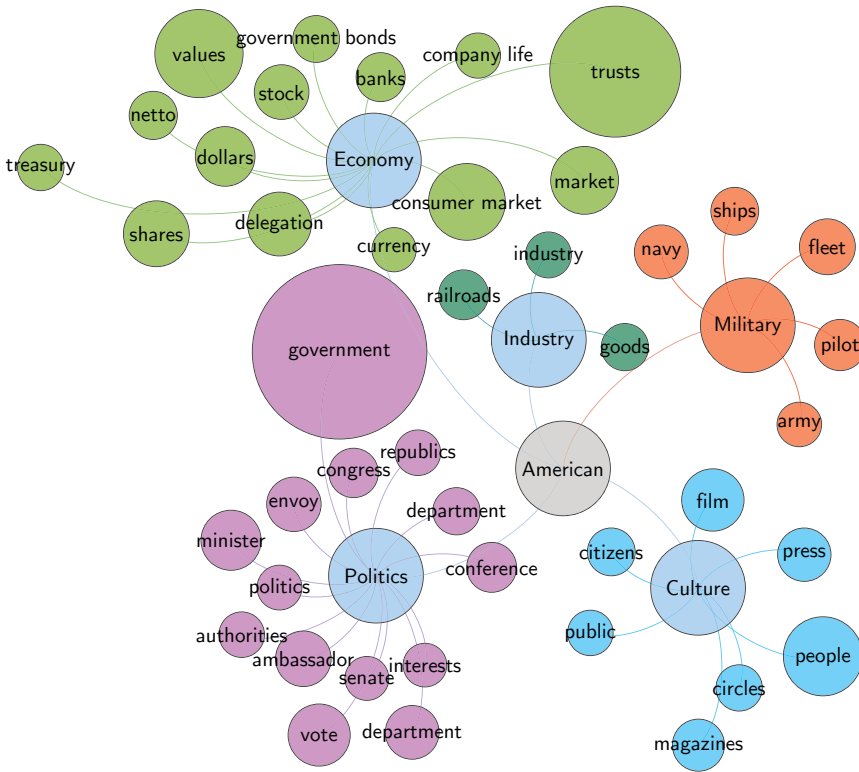 values
government bonds
company life
trusts
banks
stock
netto
dollars
treasury
Economy
consumer market
market
shares
delegation
currency
ships
navy
fleet
industry
railroads
Industry
goods
Military
pilot
army
government
American
republics
congress
envoy
department
minister
conference
politics
Politics
authorities
ambassador
senate
interests
vote
department
film
citizens
press
Culture
public
people
circles
magazines